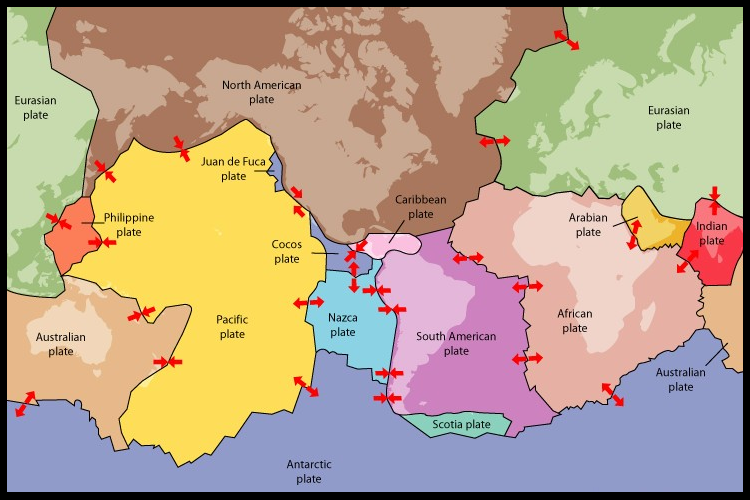 North American
plate
Eurasian
plate
Eurasian
plate
Juan de Fuca
plate
Caribbean
plate
Philippine
plate
Arabian
plate
Indian
plate
Cocos
plate
Pacific
plate
Nazca
plate
African
plate
Australian
plate
South American
plate
Australian
plate
Scotia plate
Antarctic
plate